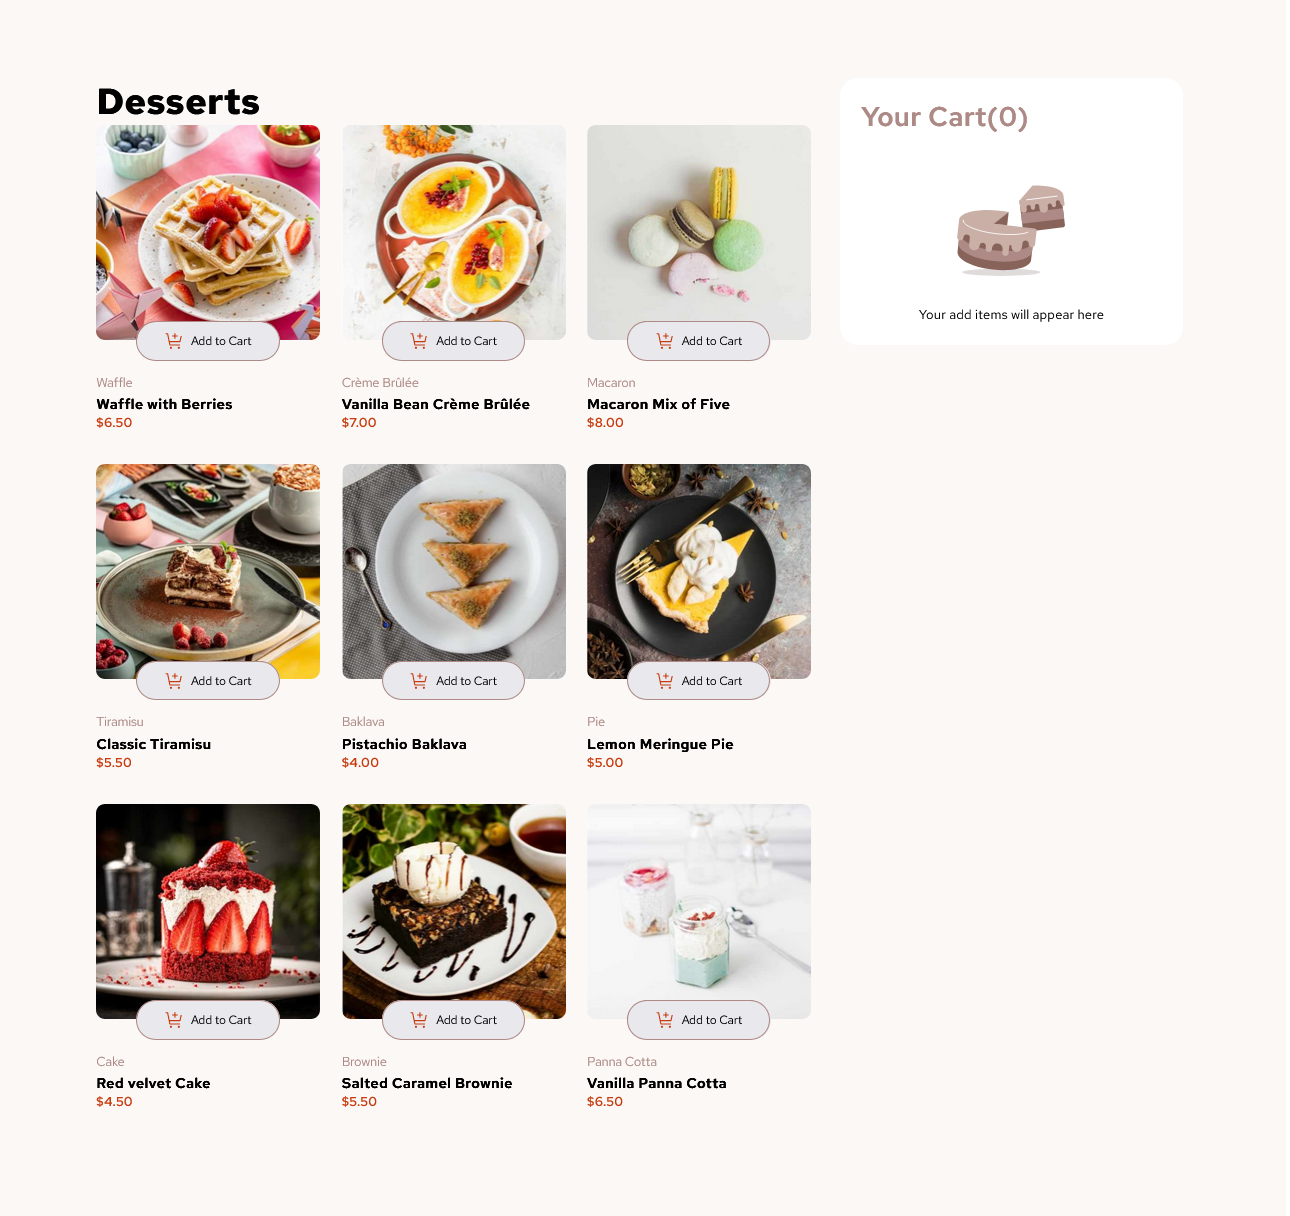 Desserts
Add to Cart
Waffle
Waffle with Berries
$6.50
Add to Cart
Crème Brûlée
Vanilla Bean Crème Brûlée
$7.00
Add to Cart
Macaron
Macaron Mix of Five
$8.00
Add to Cart
Tiramisu
Classic Tiramisu
$5.50
Add to Cart
Baklava
Pistachio Baklava
$4.00
Add to Cart
Pie
Lemon Meringue Pie
$5.00
Add to Cart
Cake
Red velvet Cake
$4.50
Add to Cart
Brownie
Salted Caramel Brownie
$5.50
Add to Cart
Panna Cotta
Vanilla Panna Cotta
$6.50
Your Cart(0)
Your add items will appear here